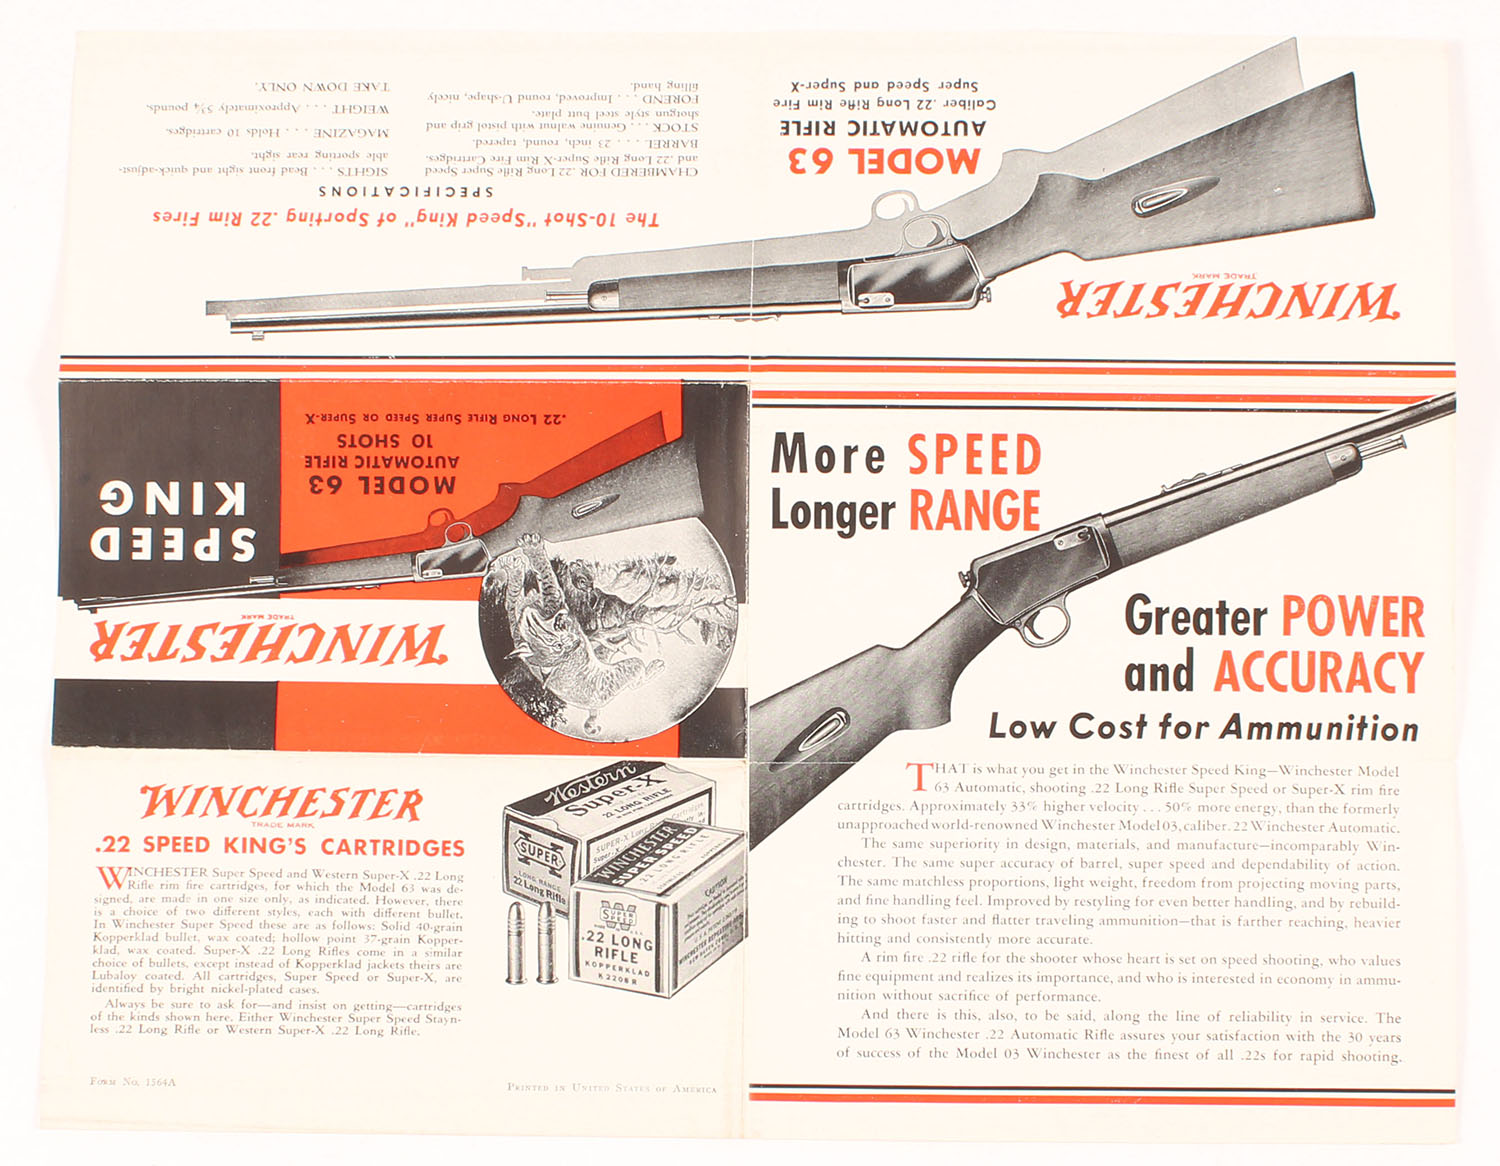 WINCHESTER
TRADE MARK
MODEL 63
AUTOMATIC RIFLE
Caliber .22 Long Rifle Rim Fire
Super Speed and Super-X
The 10-Shot "Speed King" of Sporting .22 Rim Fires
SPECIFICATIONS
CHAMBERED FOR .22 Long Rifle Super Speed
and .22 Long Rifle Super-X Rim Fire Cartridges.
BARREL . . . . 23 inch, round, tapered.
STOCK . . . . Genuine walnut with pistol grip and
shotgun style steel butt plate.
FOREND . . . . Improved, round U-shape, nicely
filling hand.
SIGHTS . . . . Bead front sight and quick-adjust-
able sporting rear sight.
MAGAZINE . . . . Holds 10 cartridges.
WEIGHT . . . . Approximately 5¾ pounds.
TAKE DOWN ONLY.
WINCHESTER
TRADE MARK
SPEED
KING
MODEL 63
AUTOMATIC RIFLE
10 SHOTS
.22 LONG RIFLE SUPER SPEED OR SUPER-X
More SPEED
Longer RANGE
Greater POWER
and ACCURACY
Low Cost for Ammunition
THAT is what you get in the Winchester Speed King—Winchester Model
63 Automatic, shooting .22 Long Rifle Super Speed or Super-X rim fire
cartridges. Approximately 33% higher velocity . . . 50% more energy, than the formerly
unapproached world-renowned Winchester Model 03, caliber .22 Winchester Automatic.
The same superiority in design, materials, and manufacture—incomparably Win-
chester. The same super accuracy of barrel, super speed and dependability of action.
The same matchless proportions, light weight, freedom from projecting moving parts,
and fine handling feel. Improved by restyling for even better handling, and by rebuild-
ing to shoot faster and flatter traveling ammunition—that is farther reaching, heavier
hitting and consistently more accurate.
A rim fire .22 rifle for the shooter whose heart is set on speed shooting, who values
fine equipment and realizes its importance, and who is interested in economy in ammu-
nition without sacrifice of performance.
And there is this, also, to be said, along the line of reliability in service. The
Model 63 Winchester .22 Automatic Rifle assures your satisfaction with the 30 years
of success of the Model 03 Winchester as the finest of all .22s for rapid shooting.
WINCHESTER
TRADE MARK
.22 SPEED KING'S CARTRIDGES
WINCHESTER Super Speed and Western Super-X .22 Long
Rifle rim fire cartridges, for which the Model 63 was de-
signed, are made in one size only, as indicated. However, there
is a choice of two different styles, each with different bullet.
In Winchester Super Speed these are as follows: Solid 40-grain
Kopperklad bullet, wax coated; hollow point 37-grain Kopper-
klad, wax coated. Super-X .22 Long Rifles come in a similar
choice of bullets, except instead of Kopperklad jackets theirs are
Lubaloy coated. All cartridges, Super Speed or Super-X, are
identified by bright nickel-plated cases.
Always be sure to ask for—and insist on getting—cartridges
of the kinds shown here. Either Winchester Super Speed Stayn-
less .22 Long Rifle or Western Super-X .22 Long Rifle.
Western
Super-X
22 LONG RIFLE
SUPER
LONG RANGE
22 Long Rifle
WINCHESTER
SUPER SPEED
22 LONG RIFLE
SUPER
SPEED
.22 LONG
RIFLE
KOPPERKLAD
K2208R
CAUTION
FORM No. 1564A
PRINTED IN UNITED STATES OF AMERICA